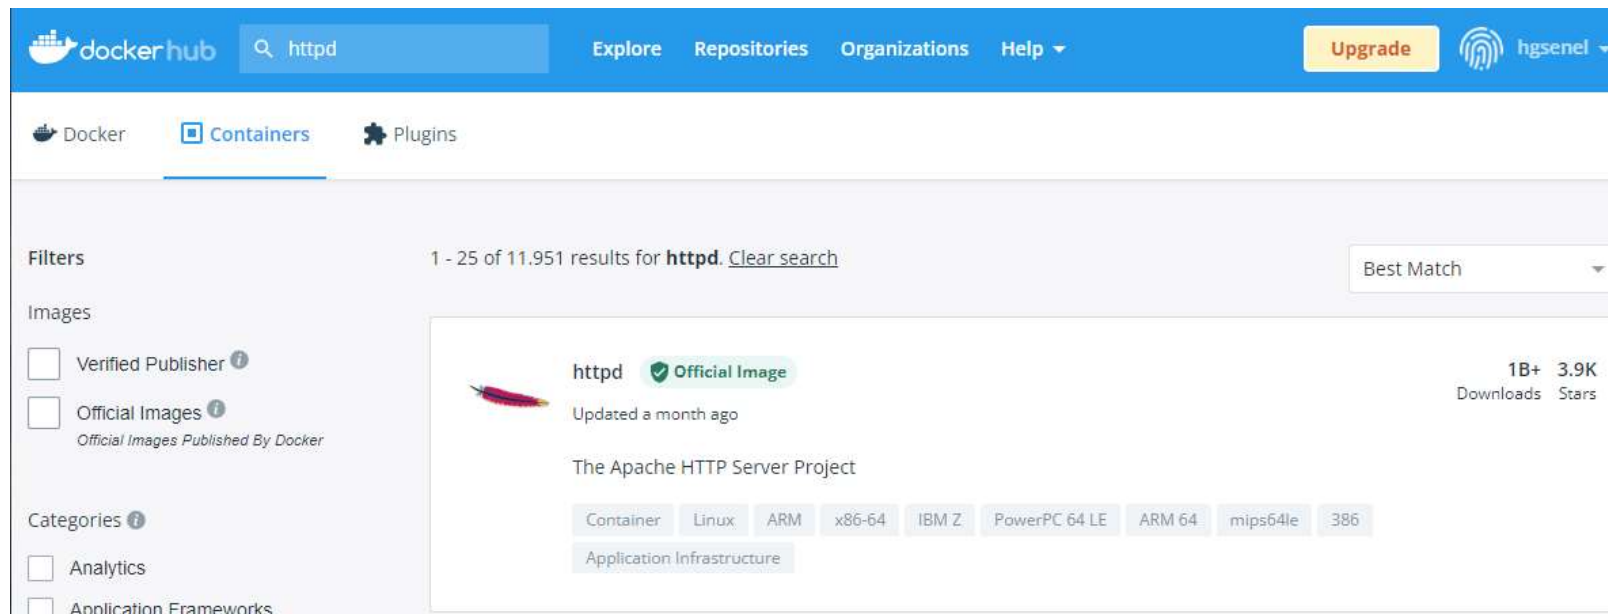 dockerhub httpd Explore Repositories Organizations Help Upgrade hgsenel
Docker Containers Plugins
Filters
1 - 25 of 11.951 results for httpd. Clear search
Best Match
Images
Verified Publisher
Official Images
Official Images Published By Docker
Categories
Analytics
Application Frameworks
httpd Official Image
Updated a month ago
1B+ 3.9K
Downloads Stars
The Apache HTTP Server Project
Container Linux ARM x86-64 IBM Z PowerPC 64 LE ARM 64 mips64le 386
Application Infrastructure